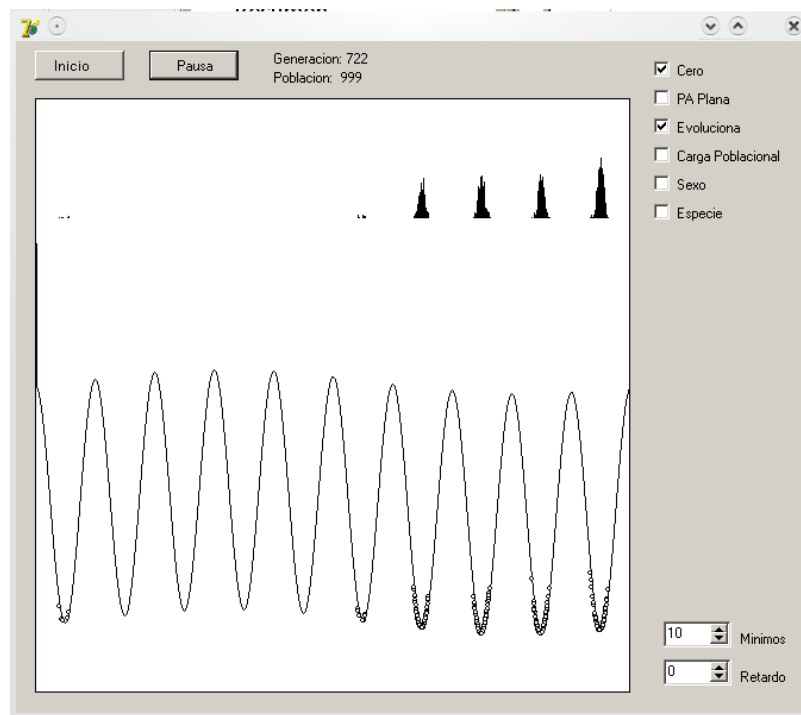 Inicio
Pausa
Generacion: 722
Poblacion: 999
Cero
PA Plana
Evoluciona
Carga Poblacional
Sexo
Especie
10
Minimos
0
Retardo